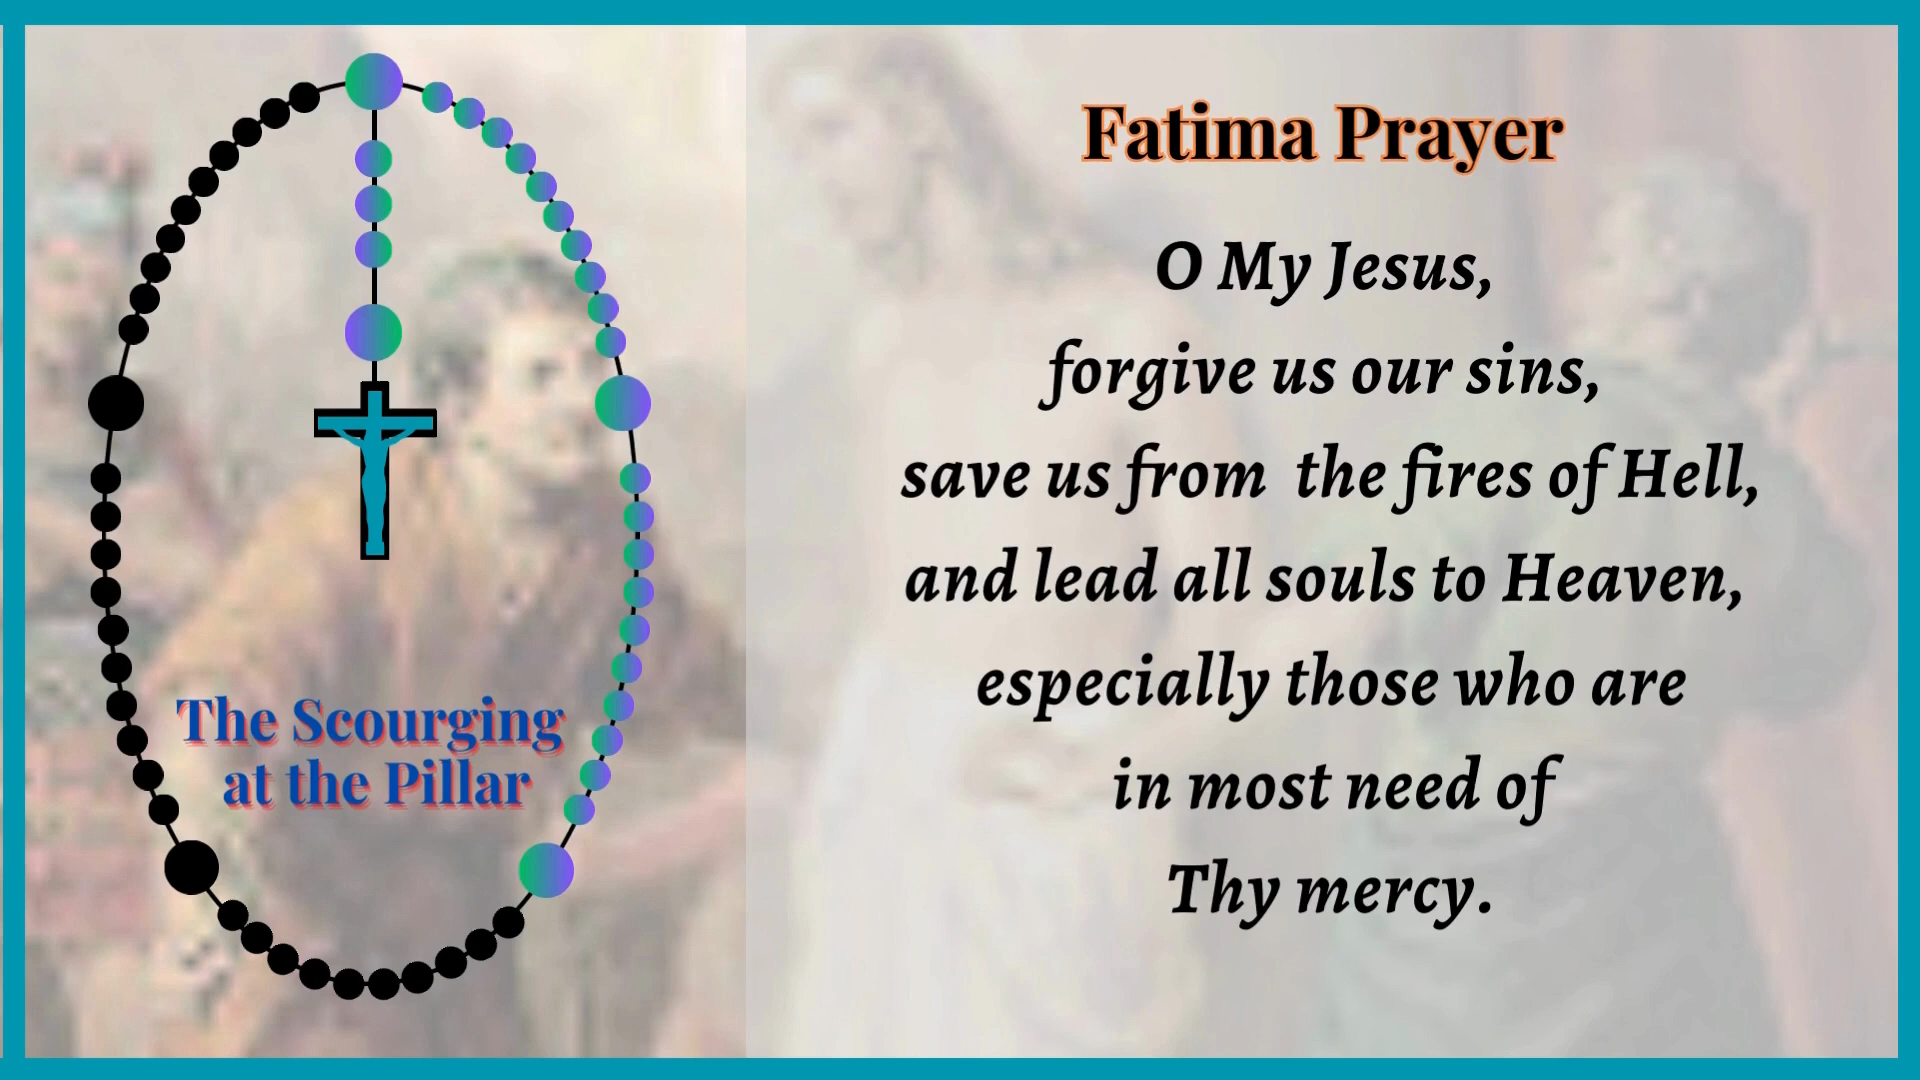 The Scourging
at the Pillar
Fatima Prayer
O My Jesus,
forgive us our sins,
save us from the fires of Hell,
and lead all souls to Heaven,
especially those who are
in most need of
Thy mercy.